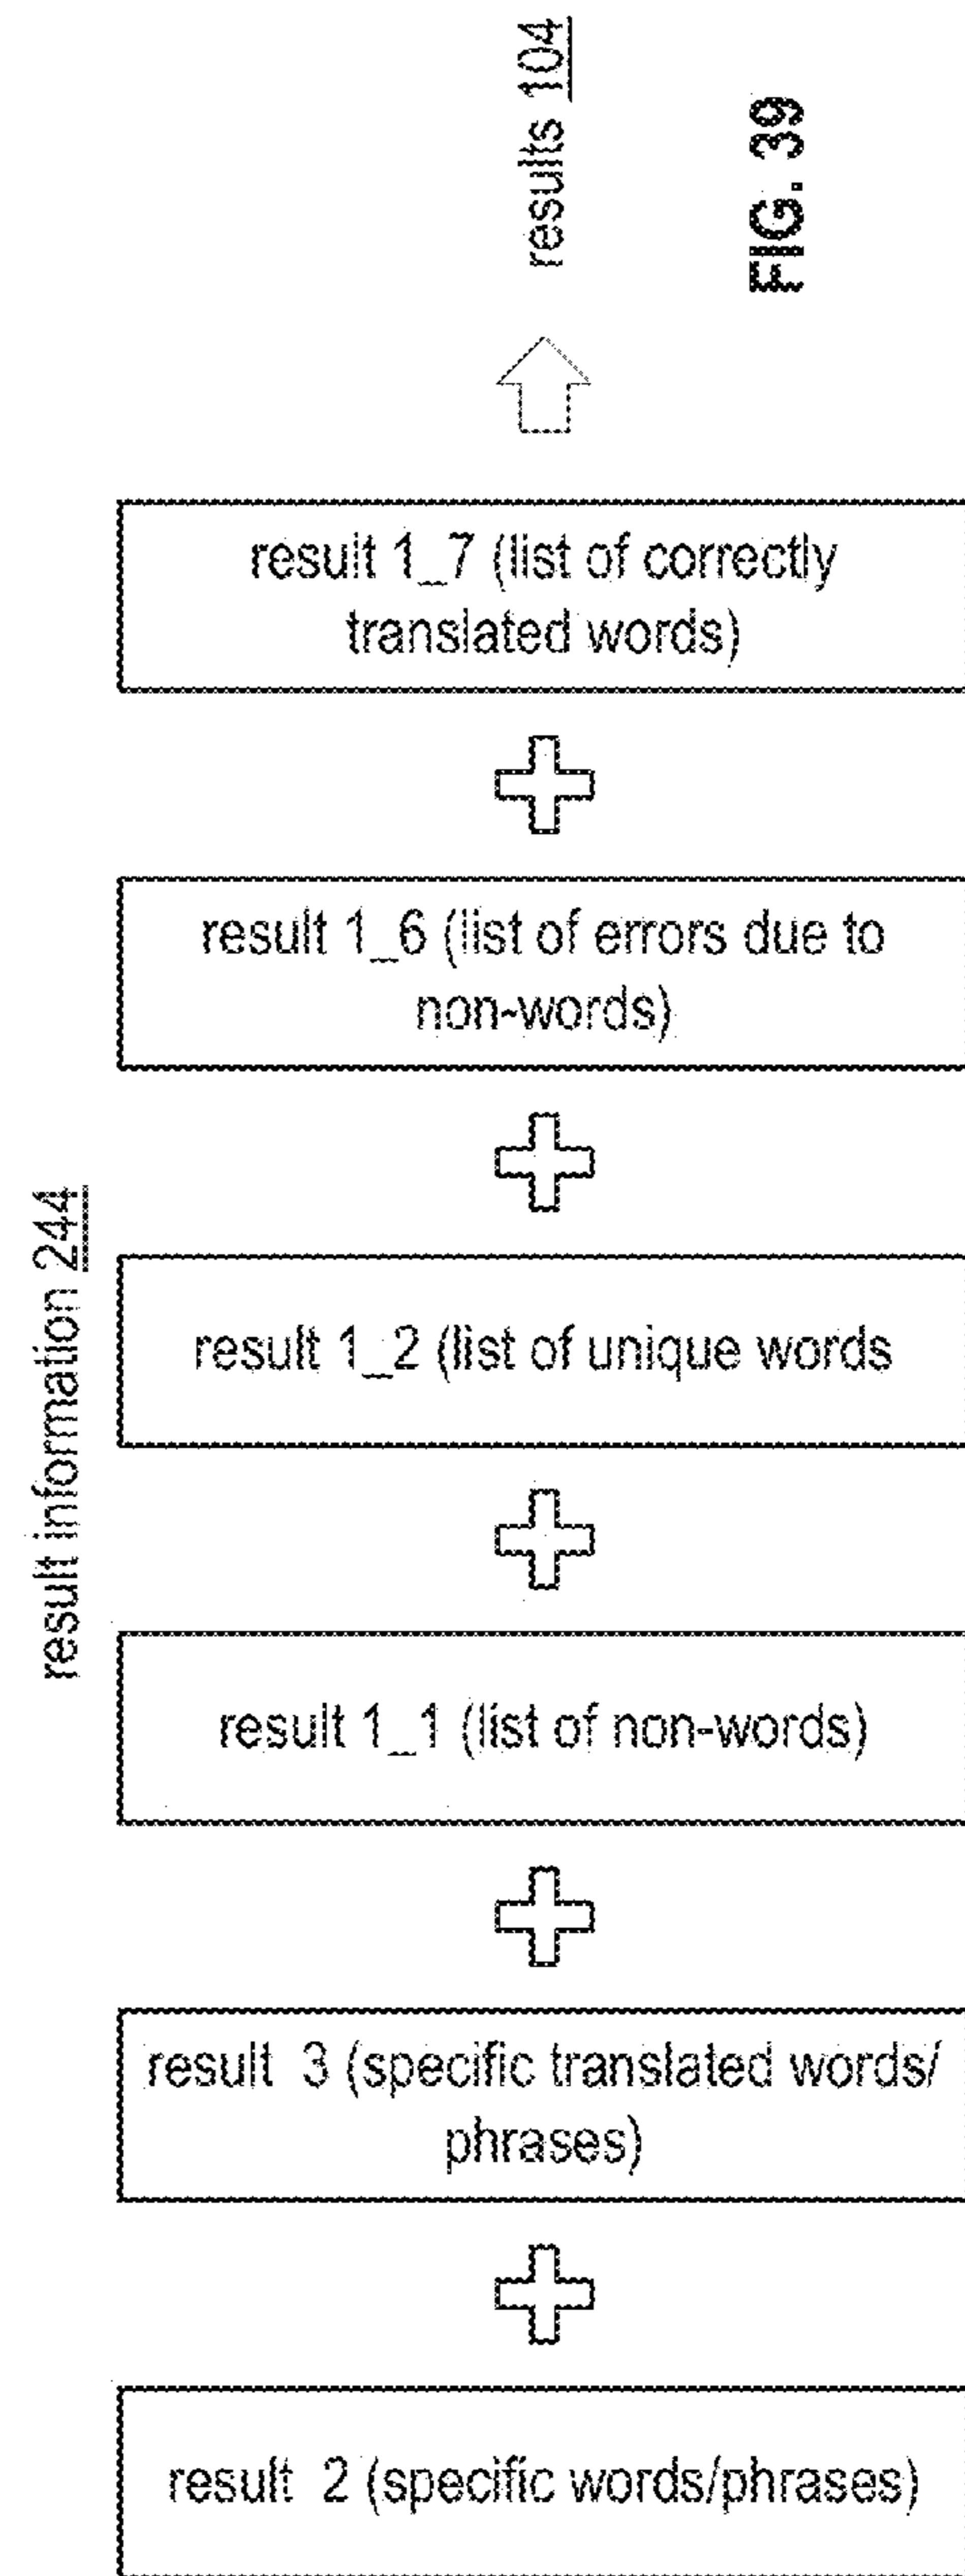 results 104
FIG. 39
result 1_7 (list of correctly
translated words)
result 1_6 (list of errors due to
non-words)
result information 244
result 1_2 (list of unique words
result 1_1 (list of non-words)
result 3 (specific translated words/
phrases)
result 2 (specific words/phrases)